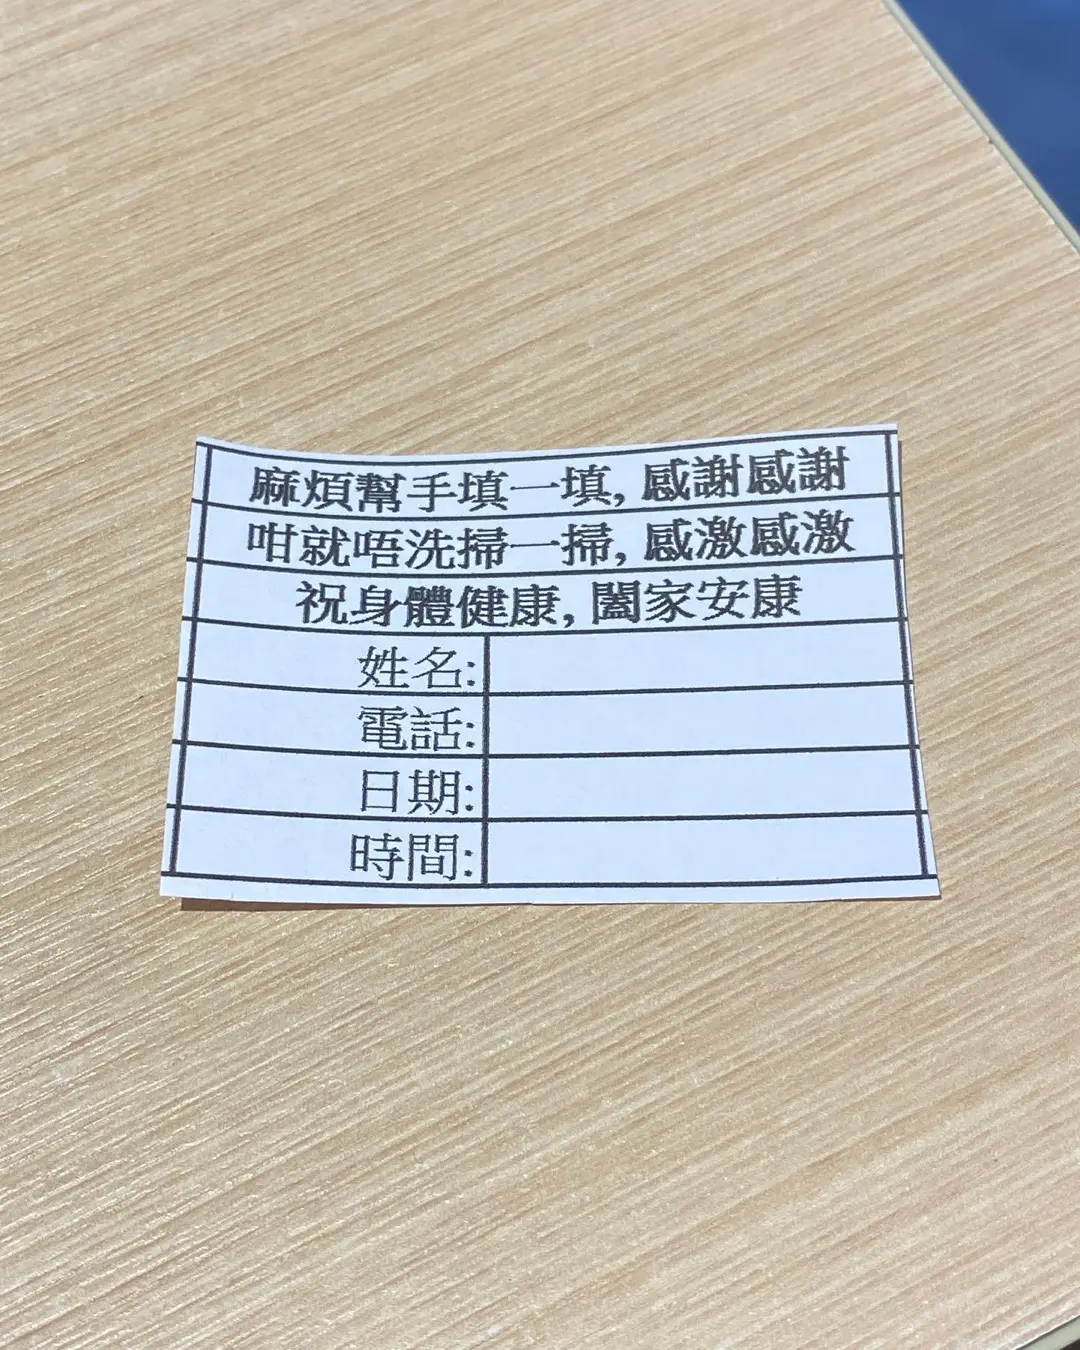 麻煩幫手填一填, 感謝感謝
咁就唔洗掃一掃, 感激感激
祝身體健康, 闔家安康
姓名:
電話:
日期:
時間: